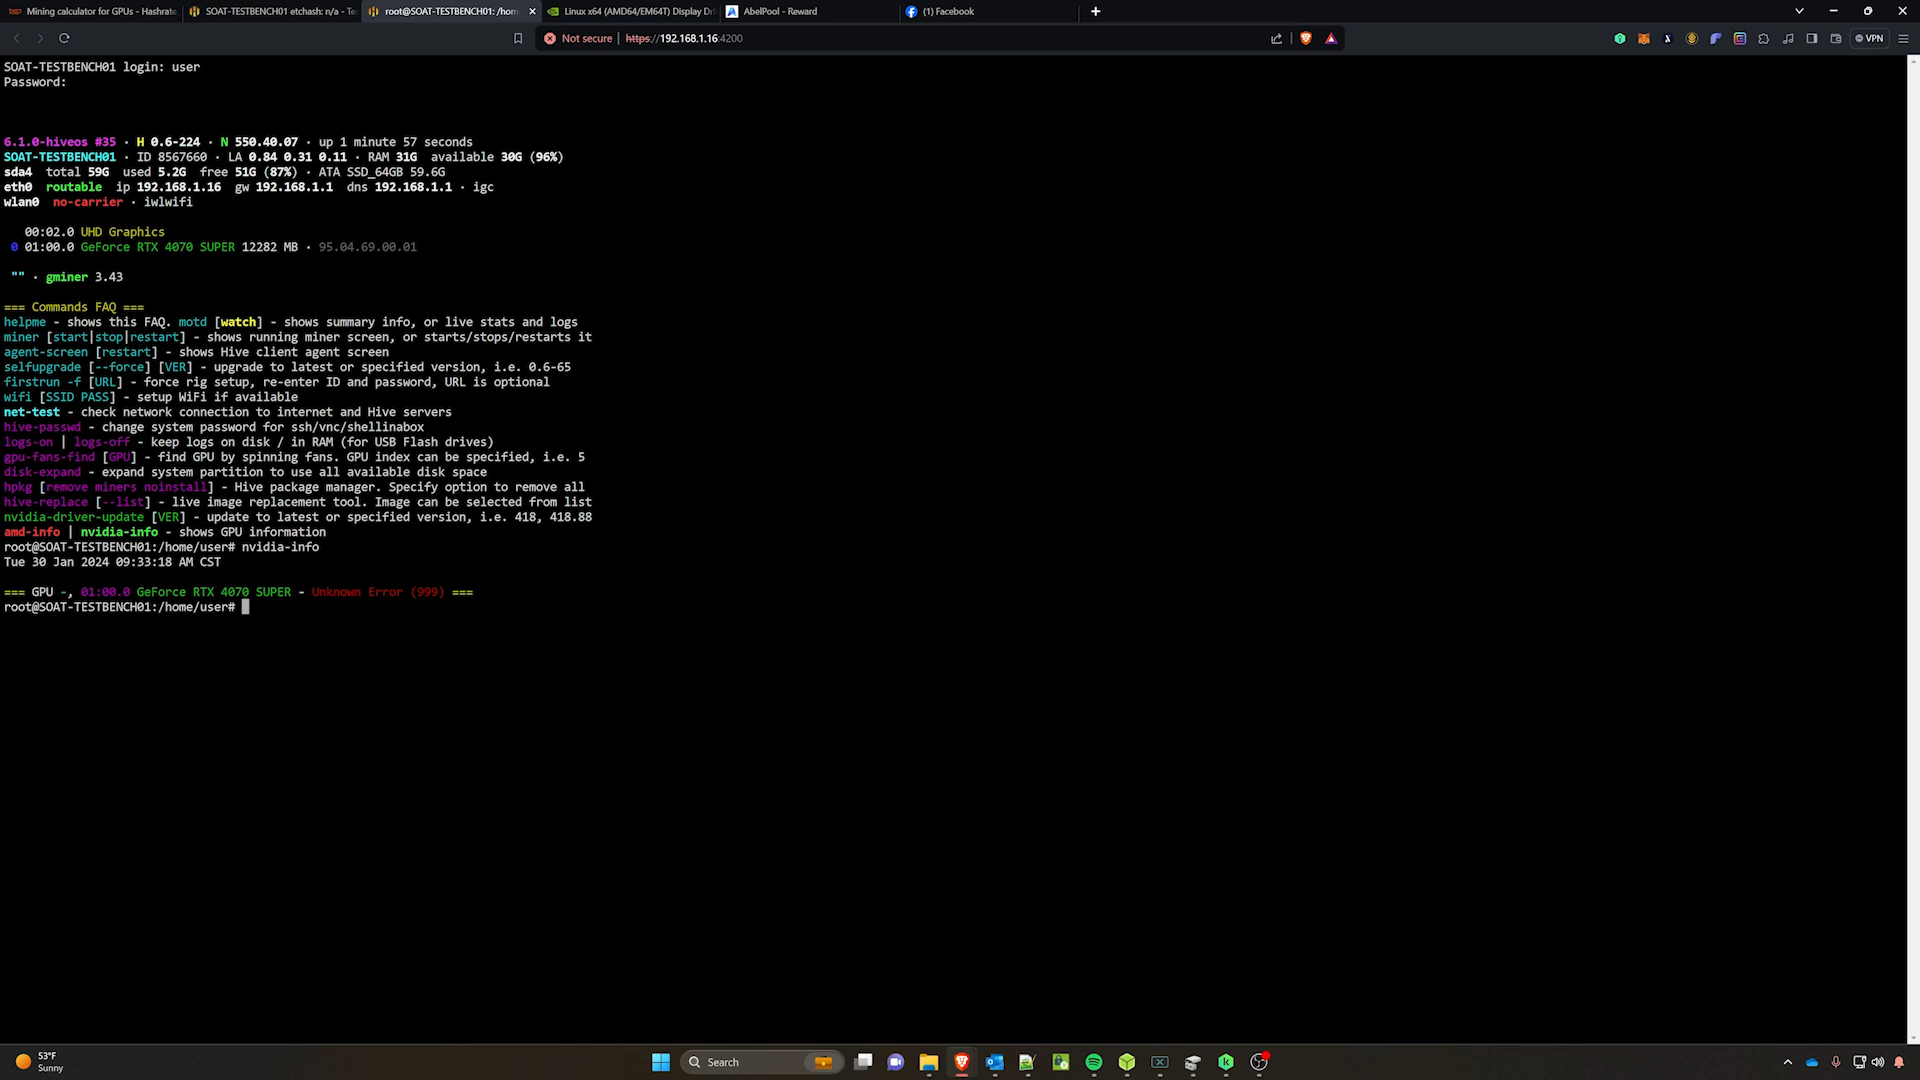 Mining calculator for GPUs - Hashrate
SOAT-TESTBENCH01 etchash: n/a - Te
root@SOAT-TESTBENCH01: /hom
Linux x64 (AMD64/EM64T) Display Dr
AbelPool - Reward
(1) Facebook
Not secure | https://192.168.1.16:4200
VPN
SOAT-TESTBENCH01 login: user
Password:
6.1.0-hiveos #35 · H 0.6-224 · N 550.40.07 · up 1 minute 57 seconds
SOAT-TESTBENCH01 · ID 8567660 · LA 0.84 0.31 0.11 · RAM 31G available 30G (96%)
sda4 total 59G used 5.2G free 51G (87%) · ATA SSD_64GB 59.6G
eth0 routable ip 192.168.1.16 gw 192.168.1.1 dns 192.168.1.1 · igc
wlan0 no-carrier · iwlwifi
00:02.0 UHD Graphics
0 01:00.0 GeForce RTX 4070 SUPER 12282 MB · 95.04.69.00.01
"" · gminer 3.43
=== Commands FAQ ===
helpme - shows this FAQ. motd [watch] - shows summary info, or live stats and logs
miner [start|stop|restart] - shows running miner screen, or starts/stops/restarts it
agent-screen [restart] - shows Hive client agent screen
selfupgrade [--force] [VER] - upgrade to latest or specified version, i.e. 0.6-65
firstrun -f [URL] - force rig setup, re-enter ID and password, URL is optional
wifi [SSID PASS] - setup WiFi if available
net-test - check network connection to internet and Hive servers
hive-passwd - change system password for ssh/vnc/shellinabox
logs-on | logs-off - keep logs on disk / in RAM (for USB Flash drives)
gpu-fans-find [GPU] - find GPU by spinning fans. GPU index can be specified, i.e. 5
disk-expand - expand system partition to use all available disk space
hpkg [remove miners noinstall] - Hive package manager. Specify option to remove all
hive-replace [--list] - live image replacement tool. Image can be selected from list
nvidia-driver-update [VER] - update to latest or specified version, i.e. 418, 418.88
amd-info | nvidia-info - shows GPU information
root@SOAT-TESTBENCH01:/home/user# nvidia-info
Tue 30 Jan 2024 09:33:18 AM CST
=== GPU -, 01:00.0 GeForce RTX 4070 SUPER - Unknown Error (999) ===
root@SOAT-TESTBENCH01:/home/user#
53°F
Sunny
Search